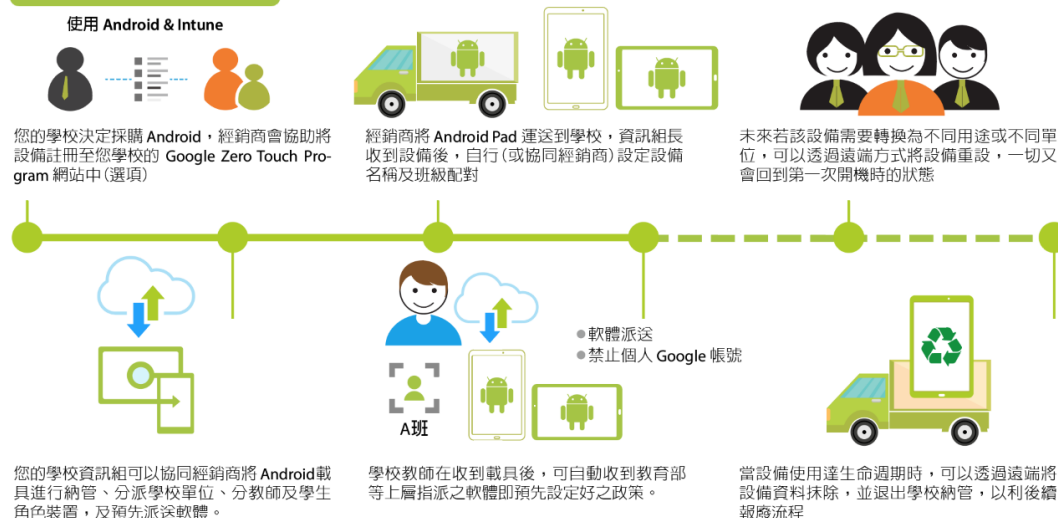 使用 Android & Intune
您的學校決定採購 Android，經銷商會協助將
設備註冊至您學校的 Google Zero Touch Pro-
gram 網站中(選項)
經銷商將 Android Pad 運送到學校，資訊組長
收到設備後，自行(或協同經銷商)設定設備
名稱及班級配對
未來若該設備需要轉換為不同用途或不同單
位，可以透過遠端方式將設備重設，一切又
會回到第一次開機時的狀態
●軟體派送
●禁止個人 Google 帳號
A班
您的學校資訊組可以協同經銷商將 Android載
具進行納管、分派學校單位、分教師及學生
角色裝置，及預先派送軟體。
學校教師在收到載具後，可自動收到教育部
等上層指派之軟體即預先設定好之政策。
當設備使用達生命週期時，可以透過遠端將
設備資料抹除，並退出學校納管，以利後續
報廢流程